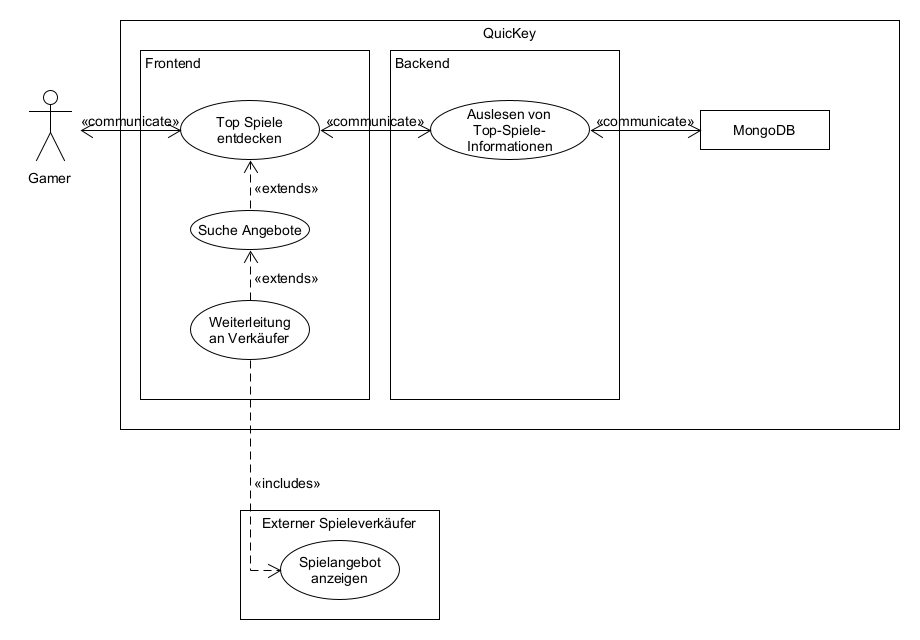 QuicKey
Frontend
Backend
«communicate»
Top Spiele
entdecken
«communicate»
Auslesen von
Top-Spiele-
Informationen
«communicate»
MongoDB
Gamer
«extends»
Suche Angebote
«extends»
Weiterleitung
an Verkäufer
«includes»
Externer Spieleverkäufer
Spielangebot
anzeigen